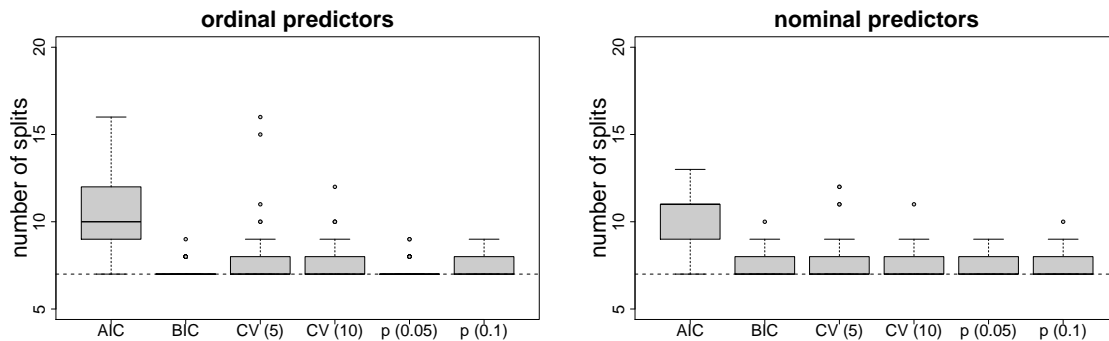 ordinal predictors
number of splits
20
15
10
5
AIC BIC CV (5) CV (10) p (0.05) p (0.1)
nominal predictors
number of splits
20
15
10
5
AIC BIC CV (5) CV (10) p (0.05) p (0.1)